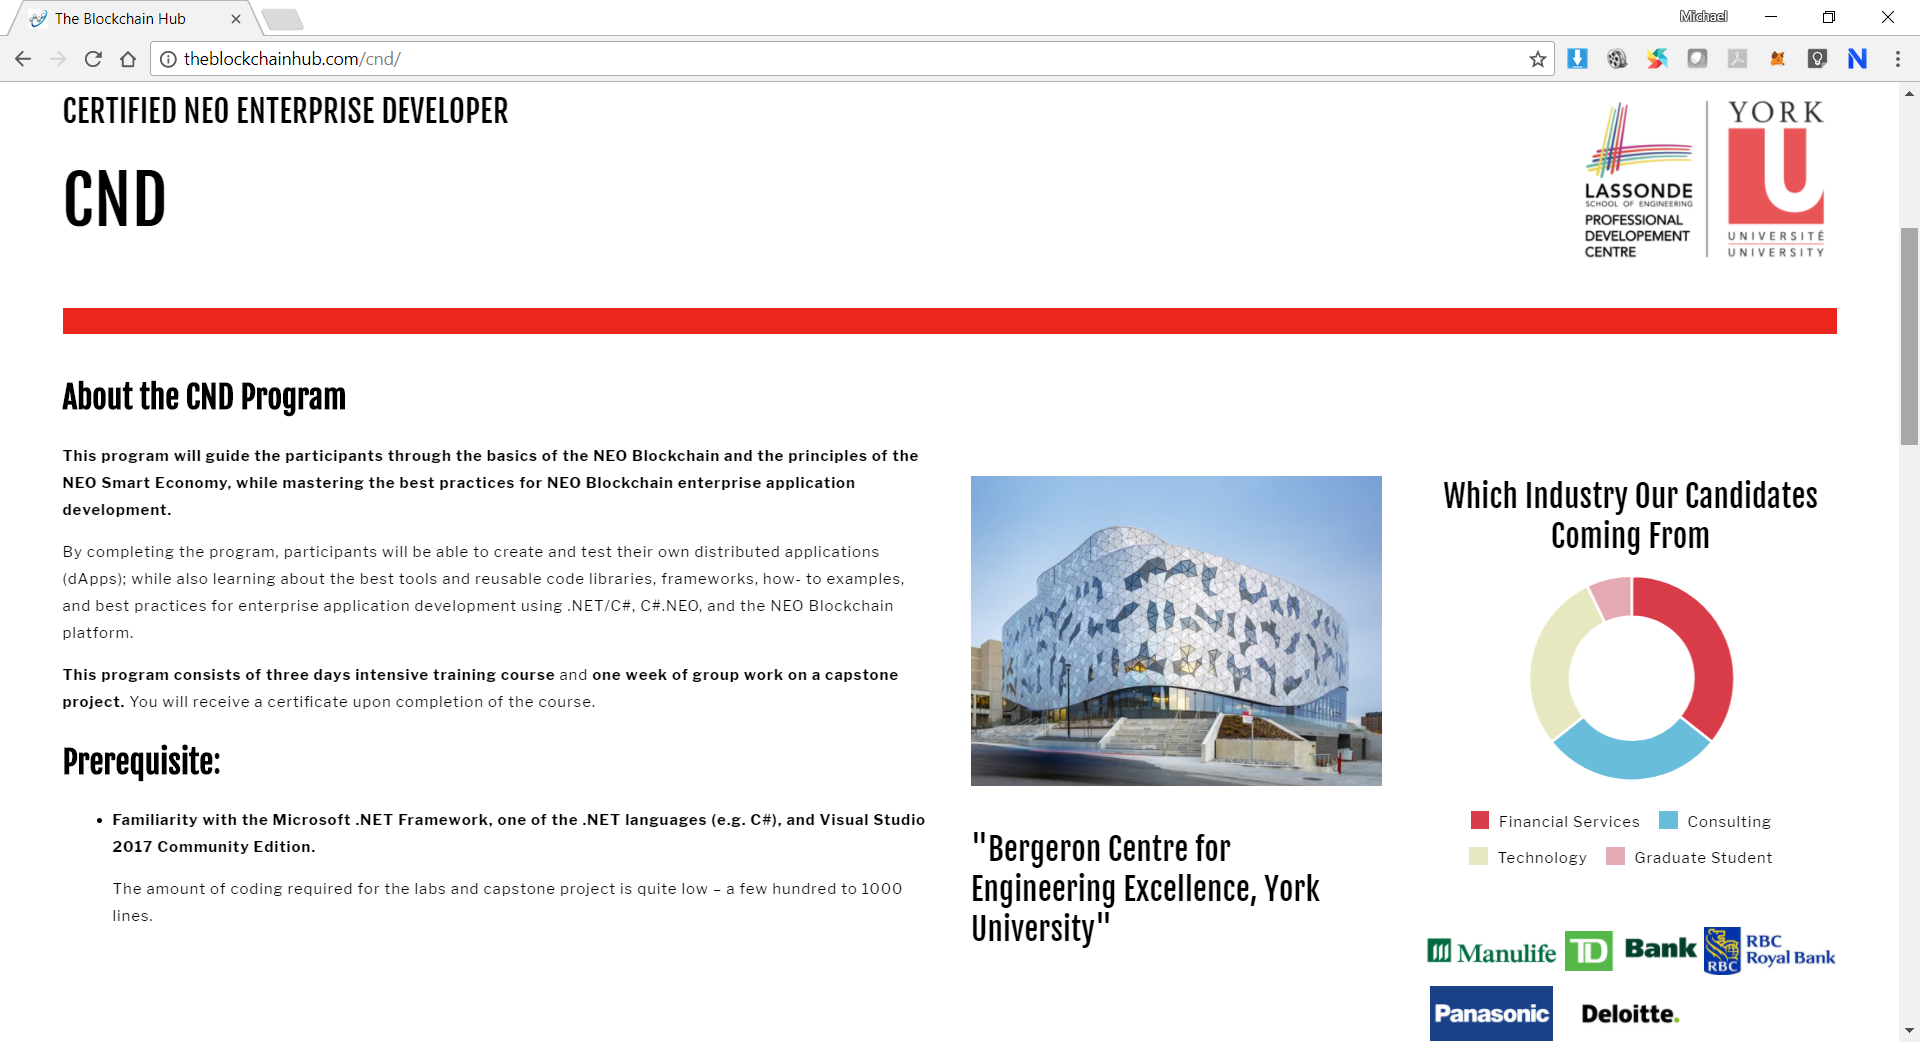 The Blockchain Hub
Michael
theblockchainhub.com/cnd/
CERTIFIED NEO ENTERPRISE DEVELOPER
CND
LASSONDE
SCHOOL OF ENGINEERING
PROFESSIONAL
DEVELOPEMENT
CENTRE
YORK
U
UNIVERSITÉ
UNIVERSITY
About the CND Program
This program will guide the participants through the basics of the NEO Blockchain and the principles of the
NEO Smart Economy, while mastering the best practices for NEO Blockchain enterprise application
development.
By completing the program, participants will be able to create and test their own distributed applications
(dApps); while also learning about the best tools and reusable code libraries, frameworks, how- to examples,
and best practices for enterprise application development using .NET/C#, C#.NEO, and the NEO Blockchain
platform.
This program consists of three days intensive training course and one week of group work on a capstone
project. You will receive a certificate upon completion of the course.
Prerequisite:
• Familiarity with the Microsoft .NET Framework, one of the .NET languages (e.g. C#), and Visual Studio
2017 Community Edition.
The amount of coding required for the labs and capstone project is quite low – a few hundred to 1000
lines.
"Bergeron Centre for
Engineering Excellence, York
University"
Which Industry Our Candidates
Coming From
Financial Services
Consulting
Technology
Graduate Student
Manulife
TD Bank
RBC
RBC
Royal Bank
Panasonic
Deloitte.